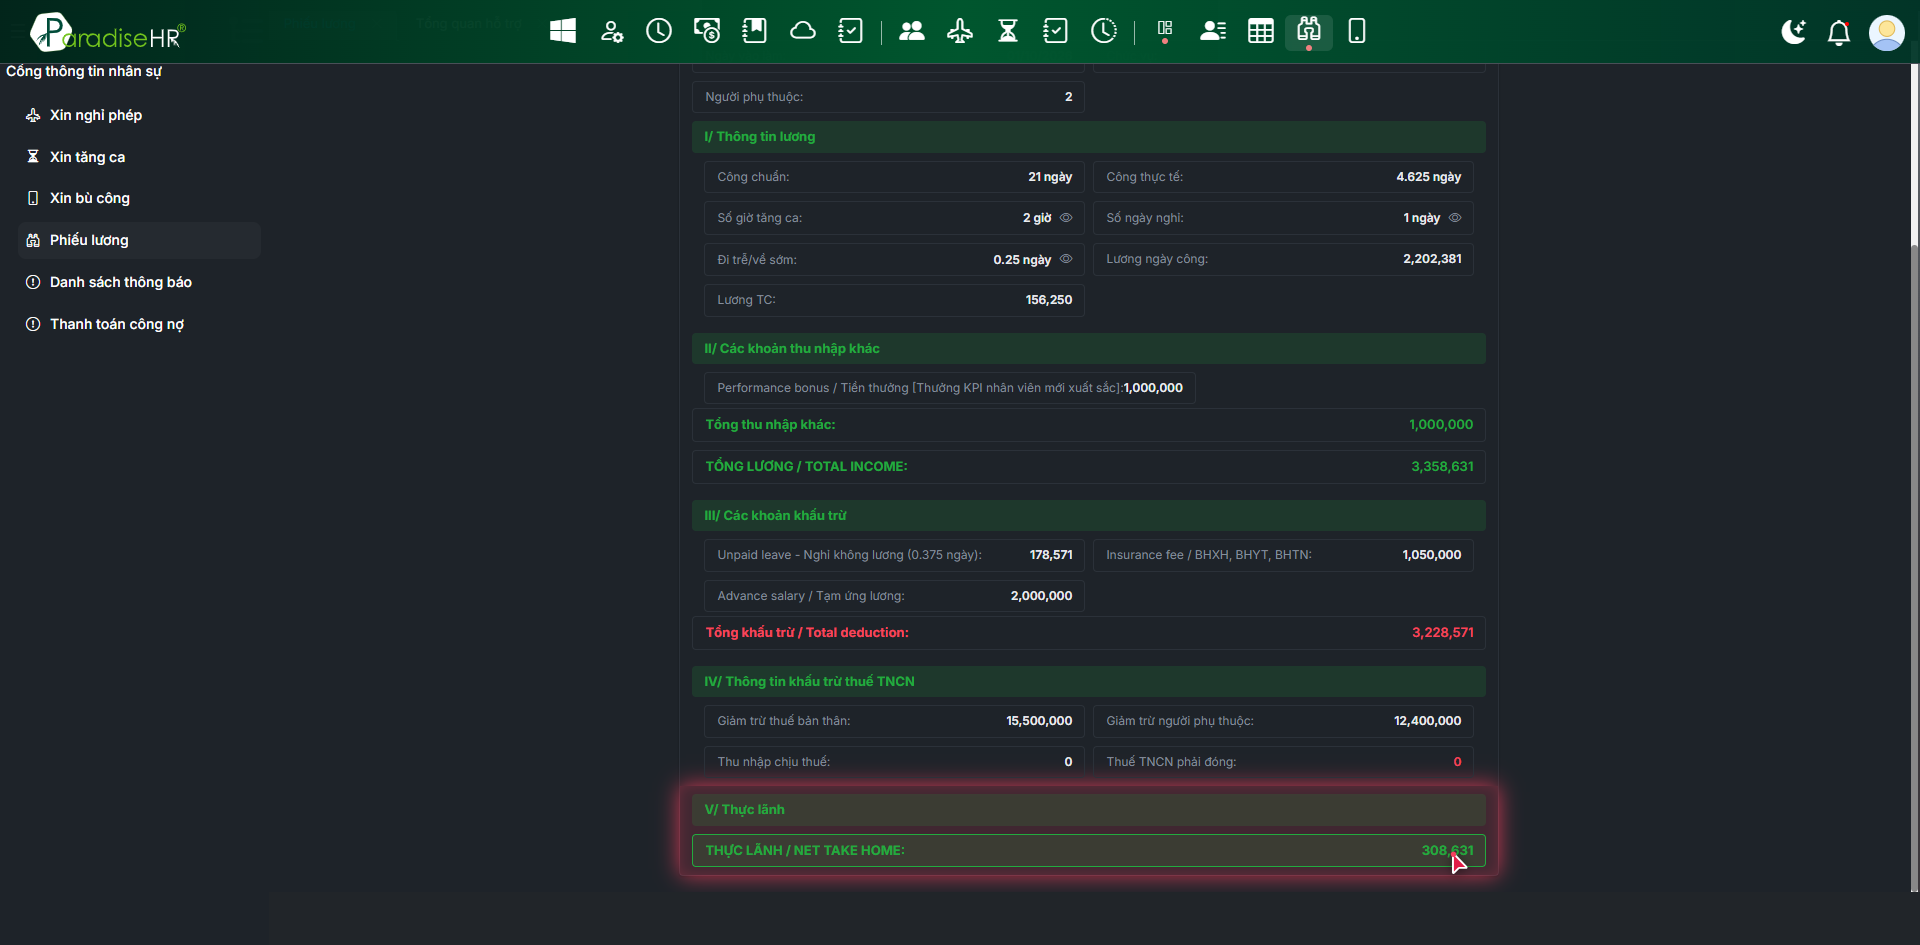 ParadiseHR®
Cổng thông tin nhân sự
Xin nghỉ phép
Xin tăng ca
Xin bù công
Phiếu lương
Danh sách thông báo
Thanh toán công nợ
Người phụ thuộc: 2
I/ Thông tin lương
Công chuẩn: 21 ngày Công thực tế: 4.625 ngày
Số giờ tăng ca: 2 giờ Số ngày nghỉ: 1 ngày
Đi trễ/về sớm: 0.25 ngày Lương ngày công: 2,202,381
Lương TC: 156,250
II/ Các khoản thu nhập khác
Performance bonus / Tiền thưởng [Thưởng KPI nhân viên mới xuất sắc]: 1,000,000
Tổng thu nhập khác: 1,000,000
TỔNG LƯƠNG / TOTAL INCOME: 3,358,631
III/ Các khoản khấu trừ
Unpaid leave - Nghỉ không lương (0.375 ngày): 178,571 Insurance fee / BHXH, BHYT, BHTN: 1,050,000
Advance salary / Tạm ứng lương: 2,000,000
Tổng khấu trừ / Total deduction: 3,228,571
IV/ Thông tin khấu trừ thuế TNCN
Giảm trừ thuế bản thân: 15,500,000 Giảm trừ người phụ thuộc: 12,400,000
Thu nhập chịu thuế: 0 Thuế TNCN phải đóng: 0
V/ Thực lãnh
THỰC LÃNH / NET TAKE HOME: 308,631